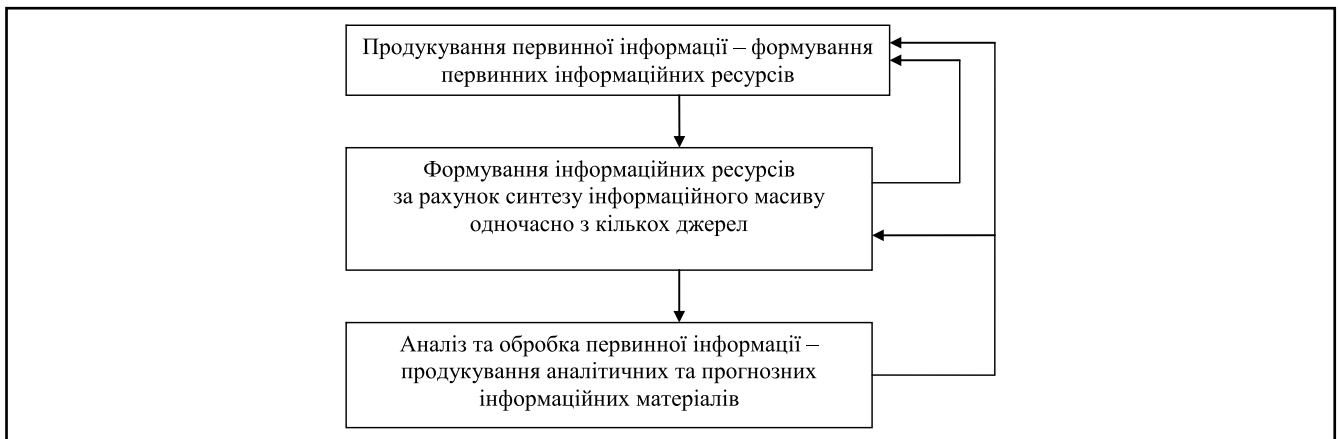 Продукування первинної інформації – формування
первинних інформаційних ресурсів
Формування інформаційних ресурсів
за рахунок синтезу інформаційного масиву
одночасно з кількох джерел
Аналіз та обробка первинної інформації –
продукування аналітичних та прогнозних
інформаційних матеріалів